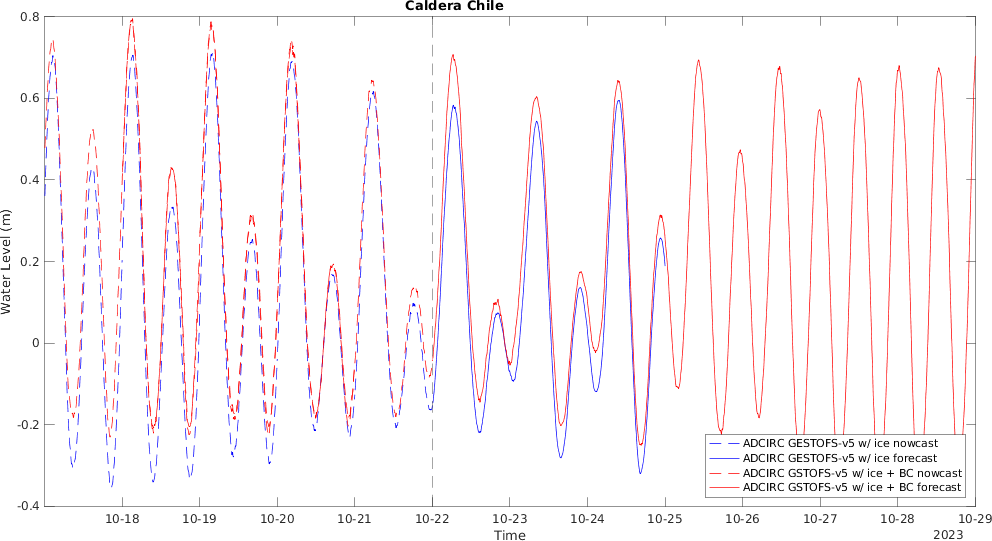 Caldera Chile
0.8
0.6
0.4
0.2
0
-0.2
-0.4
Water Level (m)
ADCIRC GESTOFS-v5 w/ ice nowcast
ADCIRC GESTOFS-v5 w/ ice forecast
ADCIRC GSTOFS-v5 w/ ice + BC nowcast
ADCIRC GSTOFS-v5 w/ ice + BC forecast
10-18 10-19 10-20 10-21 10-22 10-23 10-24 10-25 10-26 10-27 10-28 10-29
Time
2023